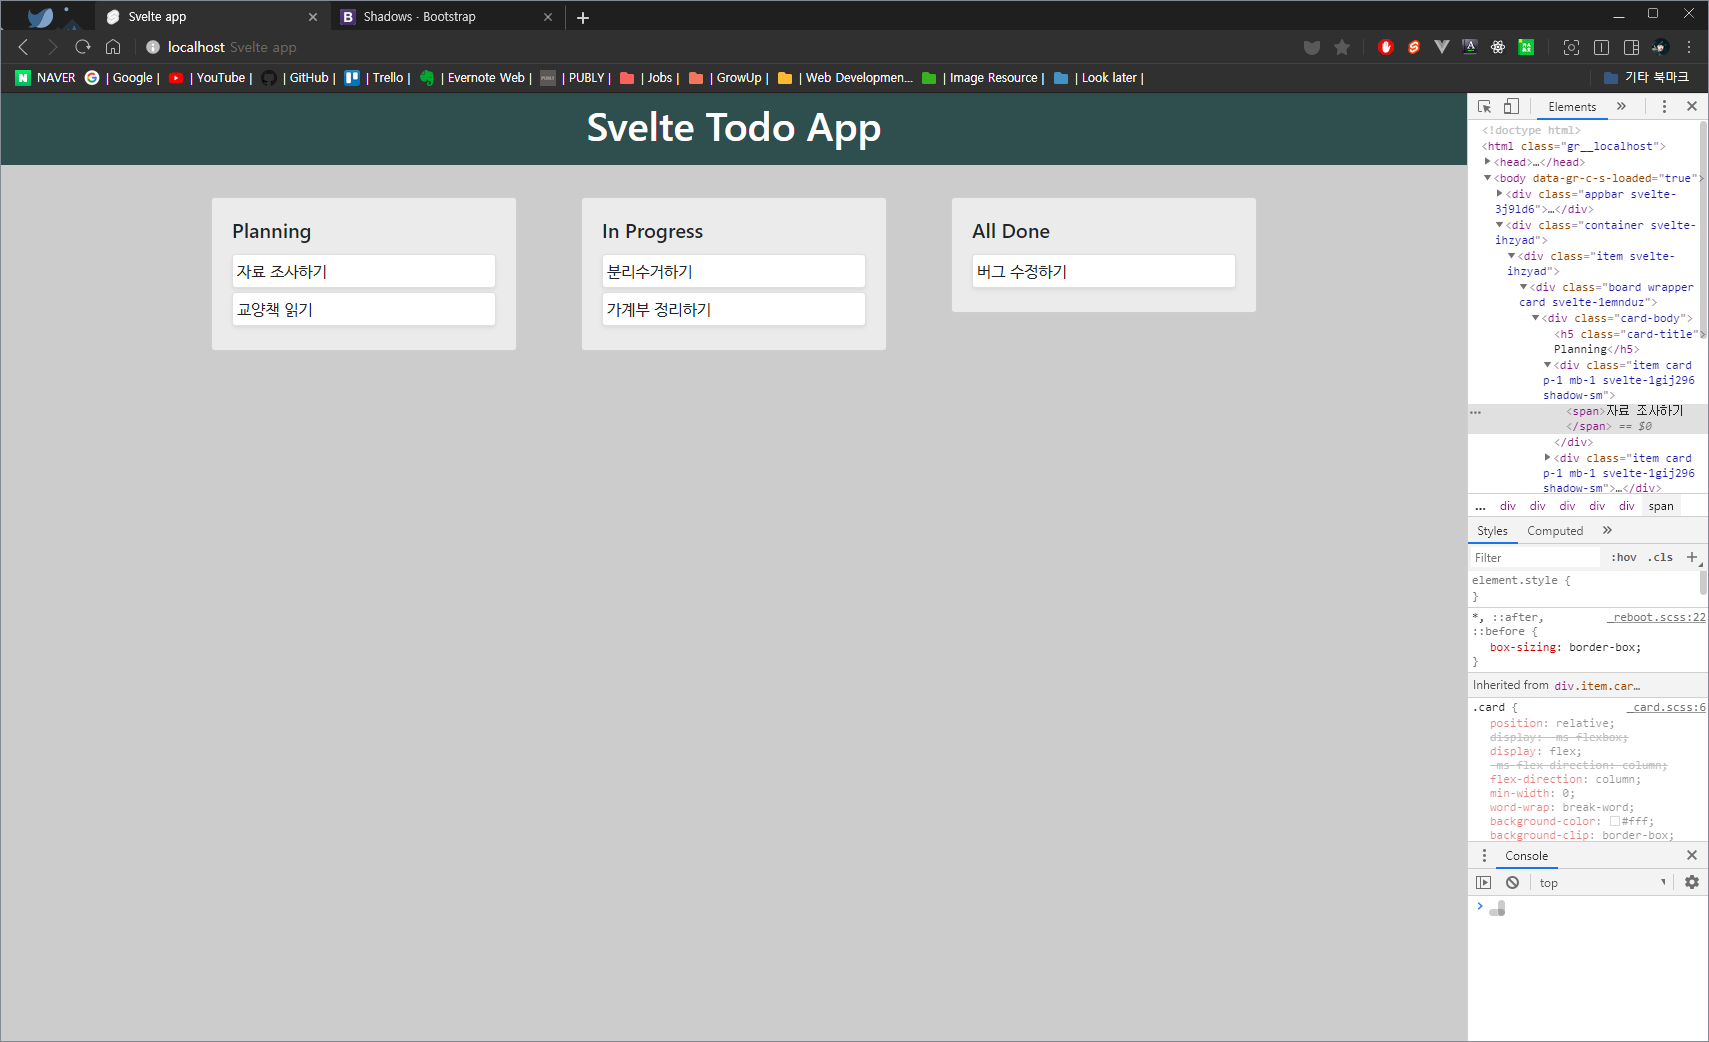 Svelte app
Shadows · Bootstrap
localhost Svelte app
NAVER | Google | | YouTube | | GitHub | | Trello | | Evernote Web | | PUBLY | | Jobs | | GrowUp | | Web Developmen... | Image Resource | | Look later | 기타 북마크
Svelte Todo App
Planning
자료 조사하기
교양책 읽기
In Progress
분리수거하기
가계부 정리하기
All Done
버그 수정하기
Elements
<!doctype html>
<html class="gr__localhost">
<head>…</head>
<body data-gr-c-s-loaded="true">
<div class="appbar svelte-
3j9ld6">…</div>
<div class="container svelte-
ihzyad">
<div class="item svelte-
ihzyad">
<div class="board wrapper
card svelte-1emnduz">
<div class="card-body">
<h5 class="card-title">
Planning</h5>
<div class="item card
p-1 mb-1 svelte-1gij296
shadow-sm">
<span>자료 조사하기
</span> == $0
</div>
<div class="item card
p-1 mb-1 svelte-1gij296
shadow-sm">…</div>
... div div div div div span
Styles Computed
Filter :hov .cls +
element.style {
}
*, ::after, _reboot.scss:22
::before {
box-sizing: border-box;
}
Inherited from div.item.car…
.card { _card.scss:6
position: relative;
display: -ms-flexbox;
display: flex;
-ms-flex-direction: column;
flex-direction: column;
min-width: 0;
word-wrap: break-word;
background-color: #fff;
background-clip: border-box;
Console
top